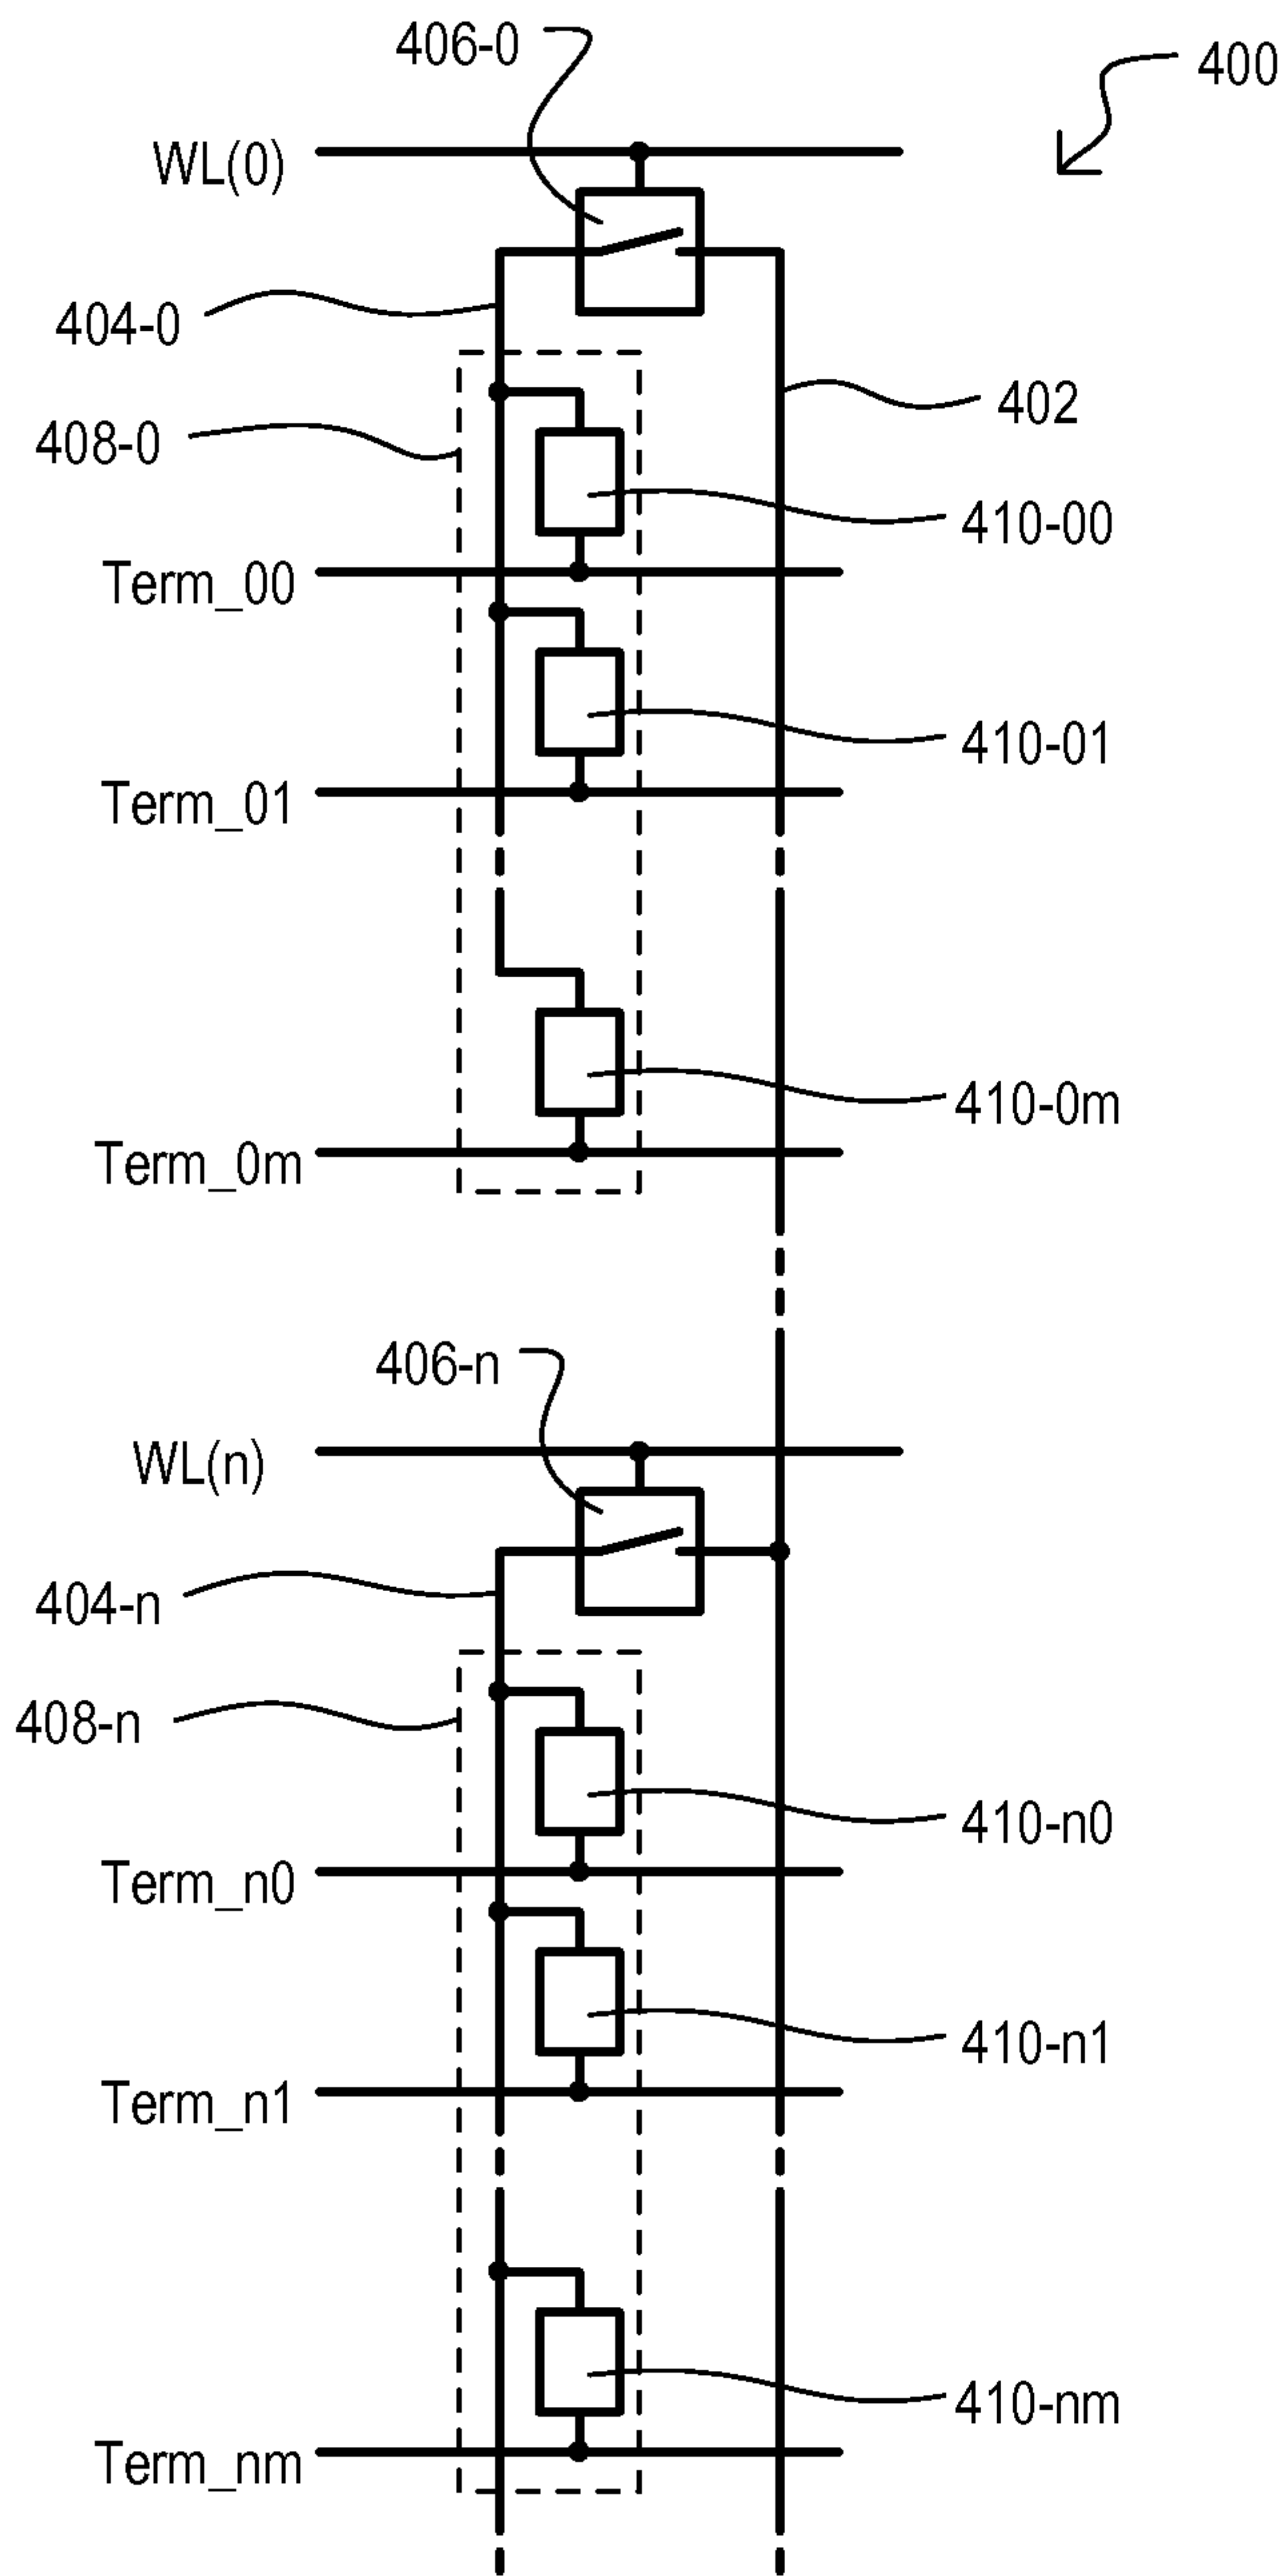 406-0
400
WL(0)
404-0
402
408-0
410-00
Term_00
410-01
Term_01
410-0m
Term_0m
406-n
WL(n)
404-n
408-n
410-n0
Term_n0
410-n1
Term_n1
410-nm
Term_nm